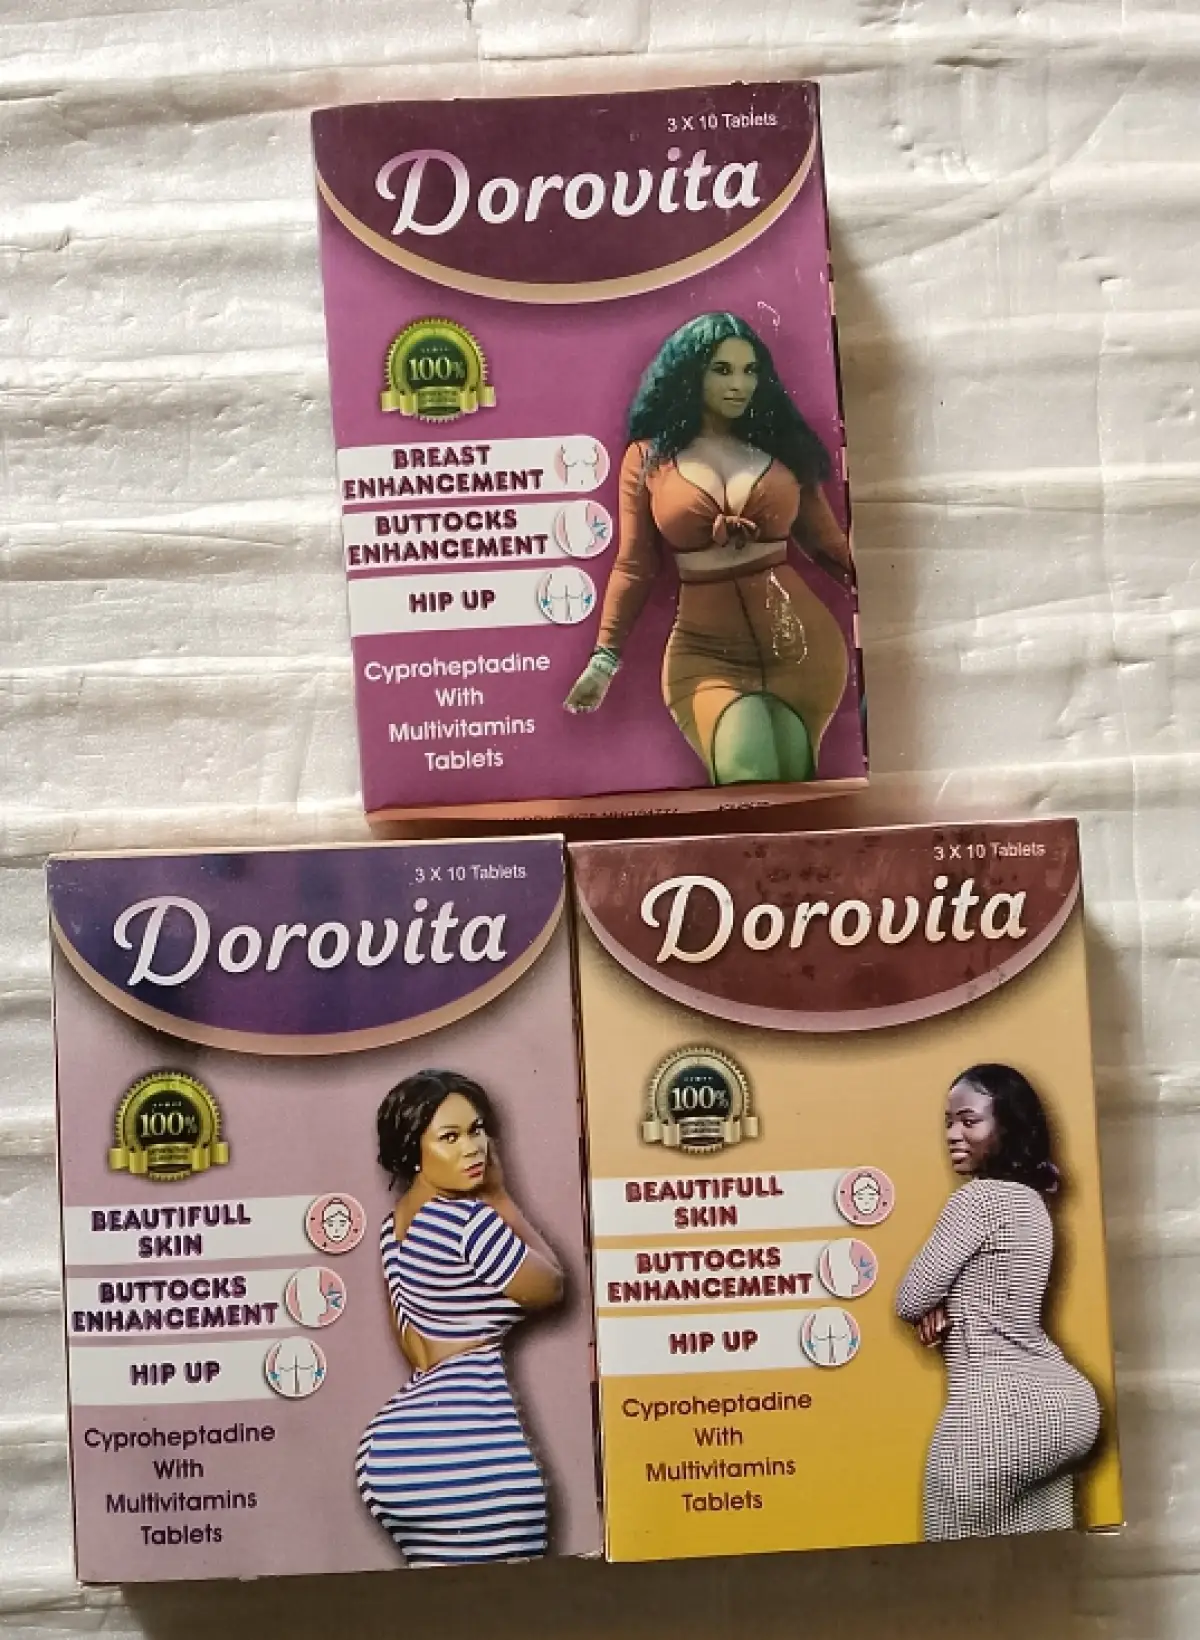 3 X 10 Tablets
Dorovita
100%
BREAST
ENHANCEMENT
BUTTOCKS
ENHANCEMENT
HIP UP
Cyproheptadine
With
Multivitamins
Tablets
3 X 10 Tablets
Dorovita
100%
BEAUTIFULL
SKIN
BUTTOCKS
ENHANCEMENT
HIP UP
Cyproheptadine
With
Multivitamins
Tablets
3 X 10 Tablets
Dorovita
100%
BEAUTIFULL
SKIN
BUTTOCKS
ENHANCEMENT
HIP UP
Cyproheptadine
With
Multivitamins
Tablets